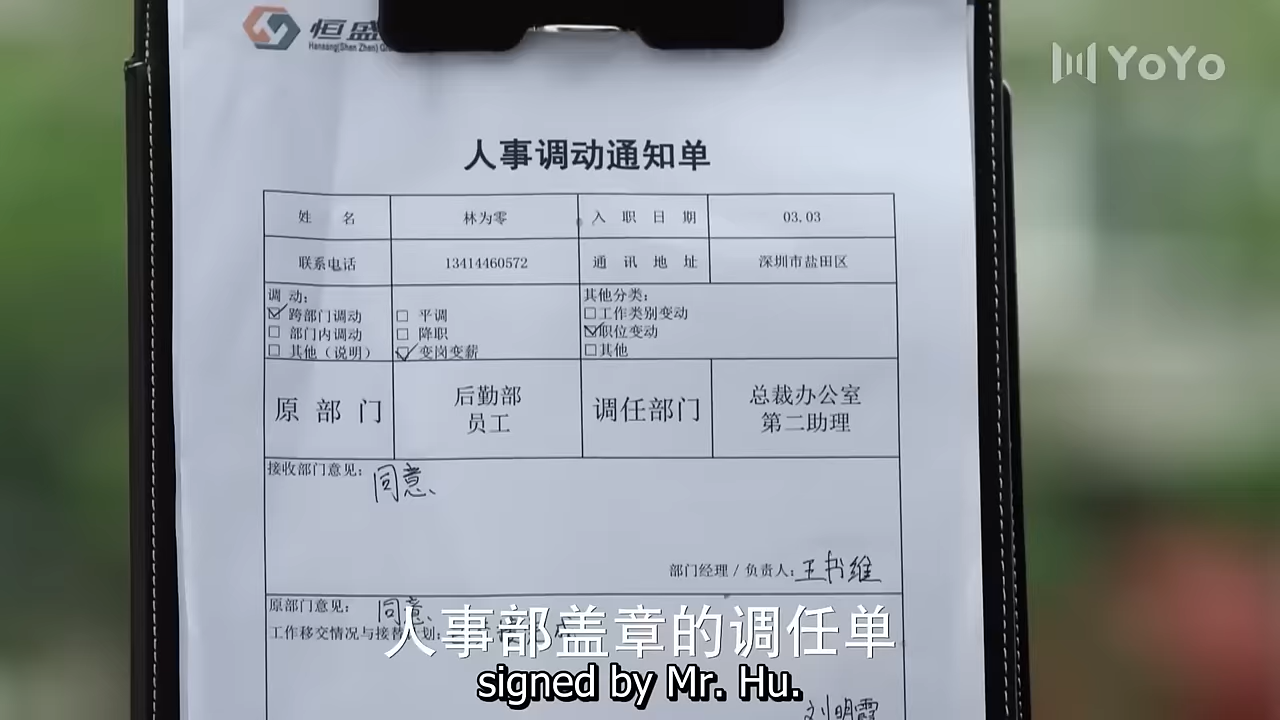 恒盛
Hansang(Shen Zhen) Gr
YOYO
人事调动通知单
姓 名 林为零 入 职 日 期 03.03
联系电话 13414460572 通 讯 地 址 深圳市盐田区
调 动: 其他分类:
跨部门调动 平调 工作类别变动
部门内调动 降职 职位变动
其他(说明) 变岗变薪 其他
原 部 门 后勤部 员工 调任部门 总裁办公室 第二助理
接收部门意见: 同意
部门经理/负责人: 王书维
原部门意见: 同意
工作移交情况与接替 划:
人事部盖章的调任单
signed by Mr. Hu.
刘明霞